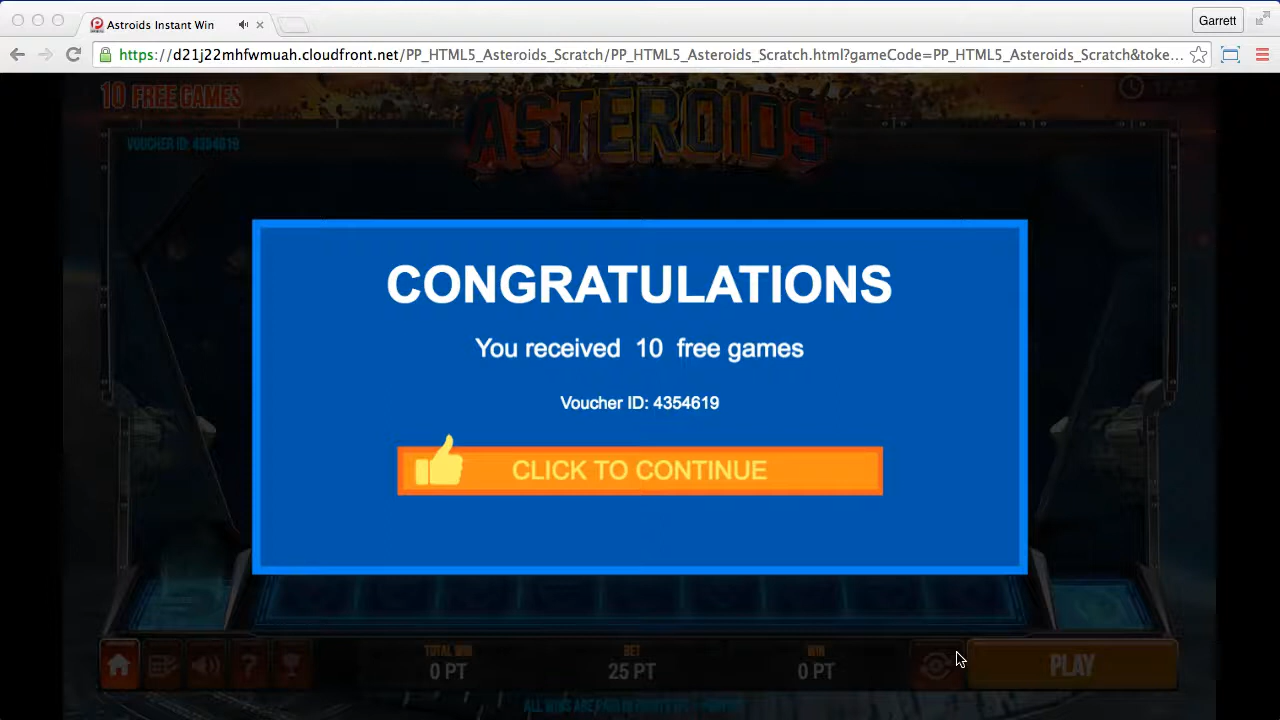 Astroids Instant Win
Garrett
https://d21j22mhfwmuah.cloudfront.net/PP_HTML5_Asteroids_Scratch/PP_HTML5_Asteroids_Scratch.html?gameCode=PP_HTML5_Asteroids_Scratch&toke...
10 FREE GAMES
ASTEROIDS
VOUCHER ID: 4354619
CONGRATULATIONS
You received 10 free games
Voucher ID: 4354619
CLICK TO CONTINUE
TOTAL WIN
BET
WIN
0 PT
25 PT
0 PT
PLAY
?